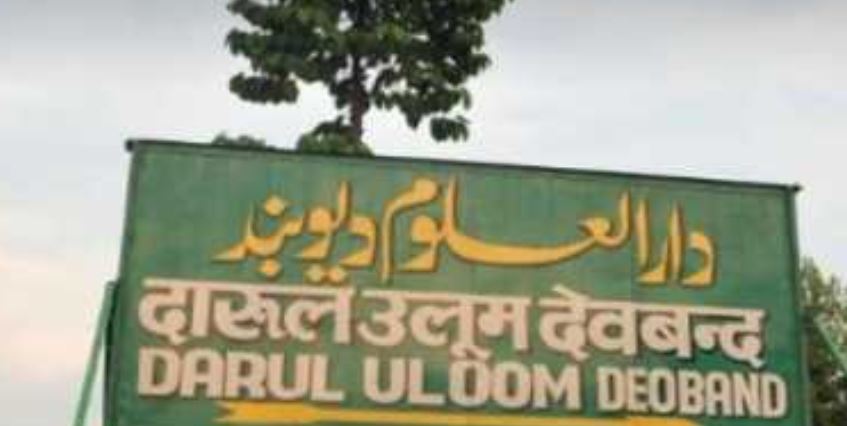 دارالعلوم دیوبند
दारूल उलूम देवबन्द
DARUL ULOOM DEOBAND